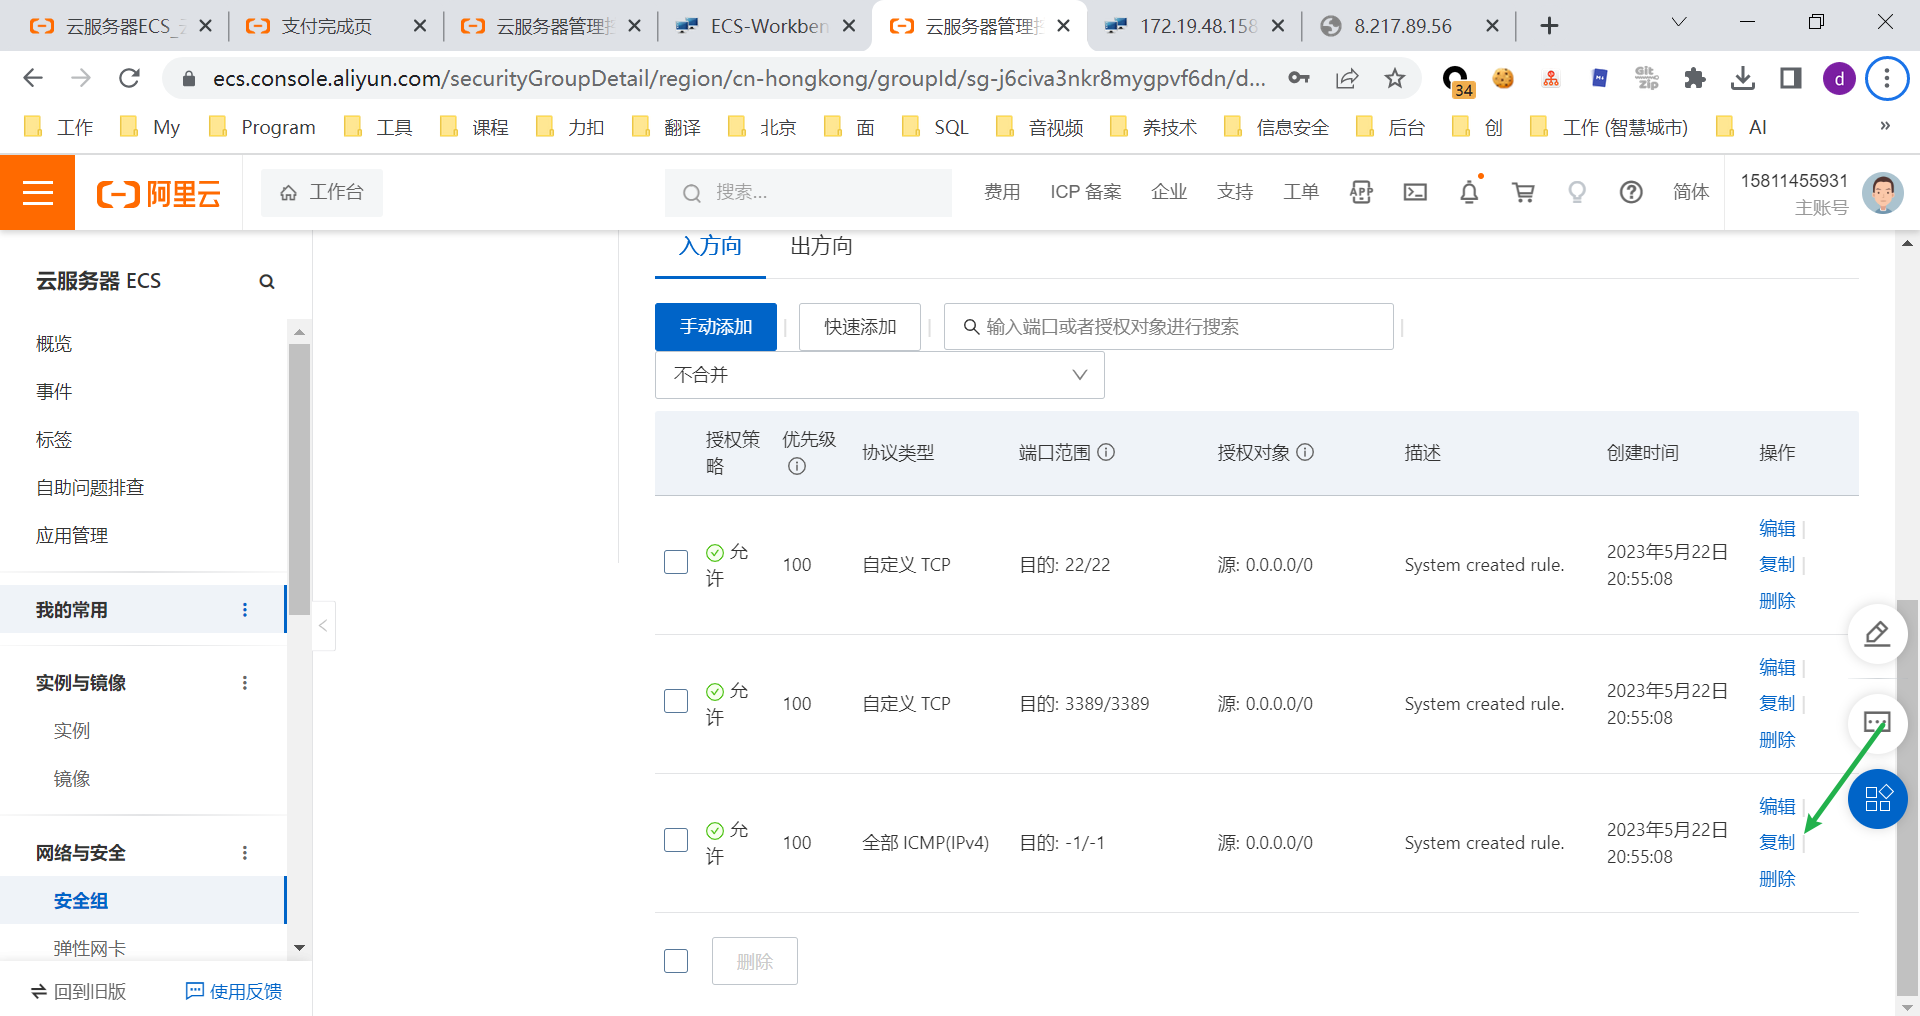 云服务器ECS_
支付完成页
云服务器管理
ECS-Workben
云服务器管理
172.19.48.158
8.217.89.56
ecs.console.aliyun.com/securityGroupDetail/region/cn-hongkong/groupId/sg-j6civa3nkr8mygpvf6dn/d...
34
Git
zip
d
工作
My
Program
工具
课程
力扣
翻译
北京
面
SQL
音视频
养技术
信息安全
后台
创
工作 (智慧城市)
AI
»
阿里云
工作台
搜索...
费用
ICP 备案
企业
支持
工单
APP
简体
15811455931
主账号
云服务器 ECS
概览
事件
标签
自助问题排查
应用管理
我的常用
实例与镜像
实例
镜像
网络与安全
安全组
弹性网卡
回到旧版
使用反馈
入方向
出方向
手动添加
快速添加
输入端口或者授权对象进行搜索
不合并
授权策略
优先级
协议类型
端口范围
授权对象
描述
创建时间
操作
允许
100
自定义 TCP
目的: 22/22
源: 0.0.0.0/0
System created rule.
2023年5月22日
20:55:08
编辑
复制
删除
允许
100
自定义 TCP
目的: 3389/3389
源: 0.0.0.0/0
System created rule.
2023年5月22日
20:55:08
编辑
复制
删除
允许
100
全部 ICMP(IPv4)
目的: -1/-1
源: 0.0.0.0/0
System created rule.
2023年5月22日
20:55:08
编辑
复制
删除
删除